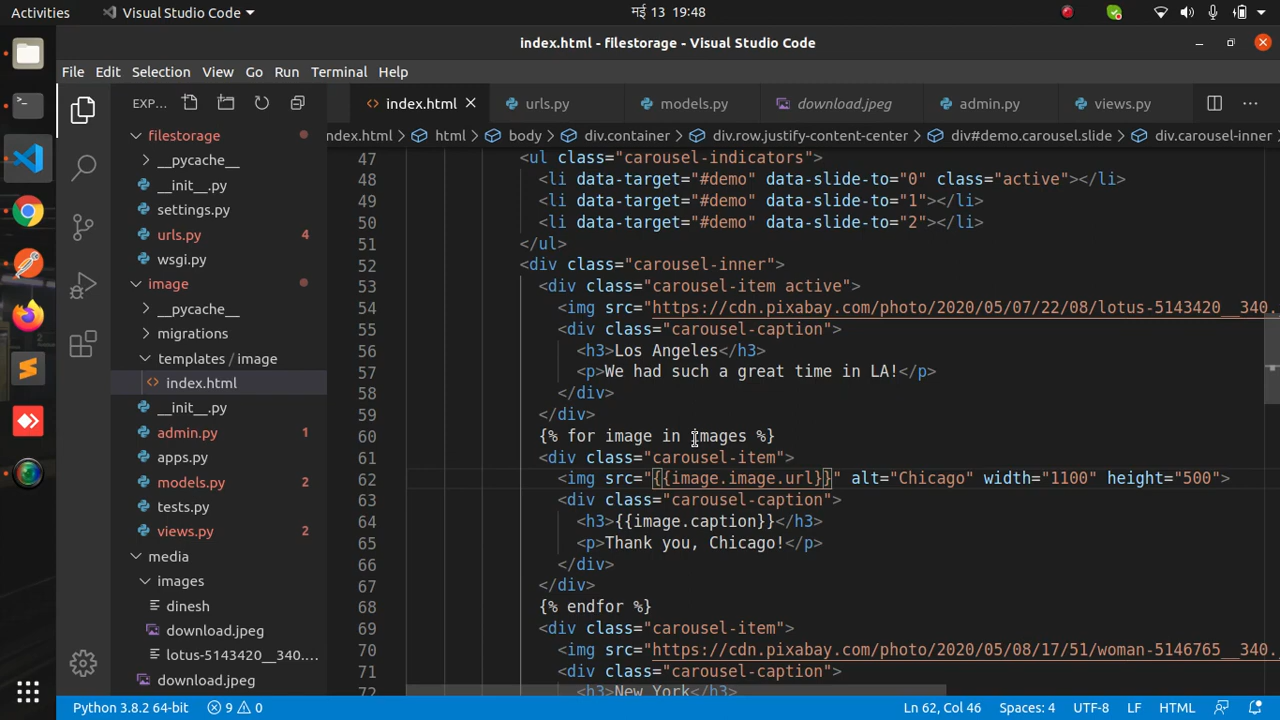 Activities
Visual Studio Code
मई 13 19:48
index.html - filestorage - Visual Studio Code
File Edit Selection View Go Run Terminal Help
EXP...
index.html
urls.py
models.py
download.jpeg
admin.py
views.py
ndex.html > html > body > div.container > div.row.justify-content-center > div#demo.carousel.slide > div.carousel-inner
filestorage
__pycache__
__init__.py
settings.py
urls.py 4
wsgi.py
image
__pycache__
migrations
templates / image
index.html
__init__.py
admin.py 1
apps.py
models.py 2
tests.py
views.py 2
media
images
dinesh
download.jpeg
lotus-5143420__340....
download.jpeg
47 <ul class="carousel-indicators">
48 <li data-target="#demo" data-slide-to="0" class="active"></li>
49 <li data-target="#demo" data-slide-to="1"></li>
50 <li data-target="#demo" data-slide-to="2"></li>
51 </ul>
52 <div class="carousel-inner">
53 <div class="carousel-item active">
54 <img src="https://cdn.pixabay.com/photo/2020/05/07/22/08/lotus-5143420__340.
55 <div class="carousel-caption">
56 <h3>Los Angeles</h3>
57 <p>We had such a great time in LA!</p>
58 </div>
59 </div>
60 {% for image in images %}
61 <div class="carousel-item">
62 <img src="{{image.image.url}}" alt="Chicago" width="1100" height="500">
63 <div class="carousel-caption">
64 <h3>{{image.caption}}</h3>
65 <p>Thank you, Chicago!</p>
66 </div>
67 </div>
68 {% endfor %}
69 <div class="carousel-item">
70 <img src="https://cdn.pixabay.com/photo/2020/05/08/17/51/woman-5146765__340.
71 <div class="carousel-caption">
72 <h3>New York</h3>
Python 3.8.2 64-bit
9 0
Ln 62, Col 46
Spaces: 4
UTF-8
LF
HTML